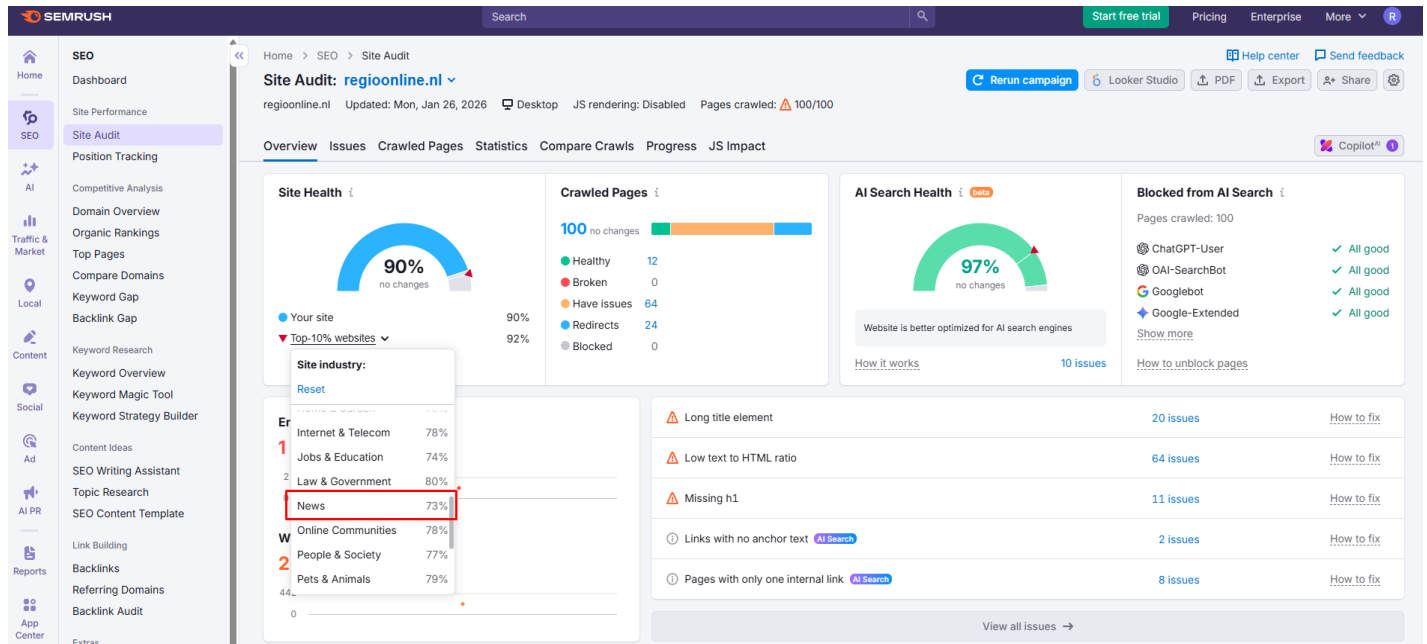 SEMRUSH
Search
Start free trial Pricing Enterprise More R
Home
SEO
AI
Traffic & Market
Local
Content
Social
Ad
AI PR
Reports
App Center
SEO
Dashboard
Site Performance
Site Audit
Position Tracking
Competitive Analysis
Domain Overview
Organic Rankings
Top Pages
Compare Domains
Keyword Gap
Backlink Gap
Keyword Research
Keyword Overview
Keyword Magic Tool
Keyword Strategy Builder
Content Ideas
SEO Writing Assistant
Topic Research
SEO Content Template
Link Building
Backlinks
Referring Domains
Backlink Audit
Extras
Home > SEO > Site Audit
Help center Send feedback
Site Audit: regioonline.nl
Rerun campaign Looker Studio PDF Export Share
regioonline.nl Updated: Mon, Jan 26, 2026 Desktop JS rendering: Disabled Pages crawled: 100/100
Overview Issues Crawled Pages Statistics Compare Crawls Progress JS Impact
Copilot AI 1
Site Health i
90%
no changes
Your site 90%
Top-10% websites 92%
Site industry:
Reset
Internet & Telecom 78%
Jobs & Education 74%
Law & Government 80%
News 73%
Online Communities 78%
People & Society 77%
Pets & Animals 79%
Crawled Pages i
100 no changes
Healthy 12
Broken 0
Have issues 64
Redirects 24
Blocked 0
AI Search Health i beta
97%
no changes
Website is better optimized for AI search engines
How it works 10 issues
Blocked from AI Search i
Pages crawled: 100
ChatGPT-User All good
OAI-SearchBot All good
Googlebot All good
Google-Extended All good
Show more
How to unblock pages
0
Long title element 20 issues How to fix
Low text to HTML ratio 64 issues How to fix
Missing h1 11 issues How to fix
Links with no anchor text AI Search 2 issues How to fix
Pages with only one internal link AI Search 8 issues How to fix
View all issues →